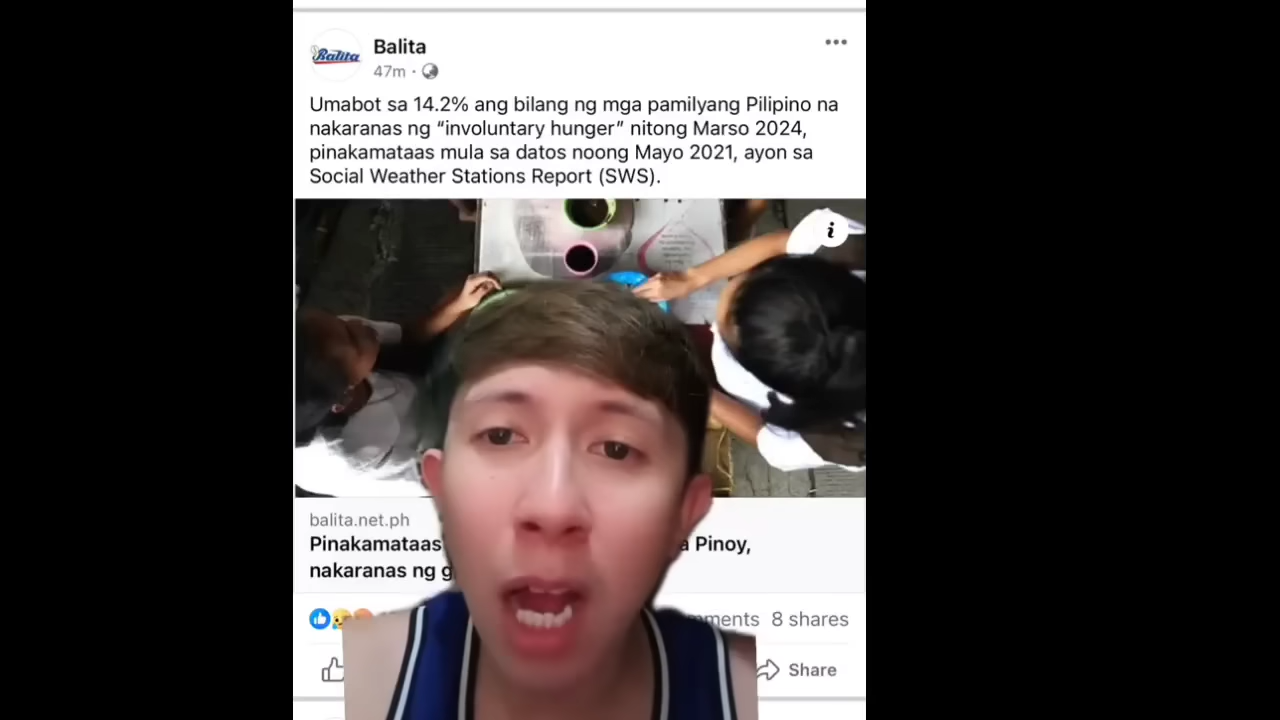 Balita
Balita
47m ·
Umabot sa 14.2% ang bilang ng mga pamilyang Pilipino na
nakaranas ng “involuntary hunger” nitong Marso 2024,
pinakamataas mula sa datos noong Mayo 2021, ayon sa
Social Weather Stations Report (SWS).
i
balita.net.ph
Pinakamataas Pinoy,
nakaranas ng
8 shares
Share